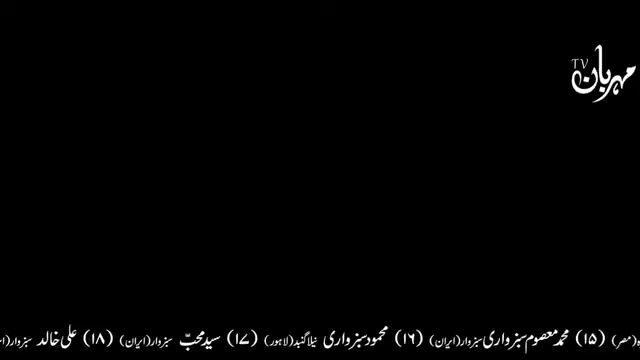 مہربان TV
(مصر) (۱۵) محمد معصوم سبزواری سبزوار (ایران) (۱۶) محمود سبزواری نیلا گنبد (لاہور) (۱۷) سید محبّ سبزوار (ایران) (۱۸) علی خالد سبزوار